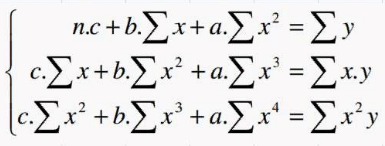 n.c + b.∑x + a.∑x² = ∑y
c.∑x + b.∑x² + a.∑x³ = ∑x.y
c.∑x² + b.∑x³ + a.∑x⁴ = ∑x²y